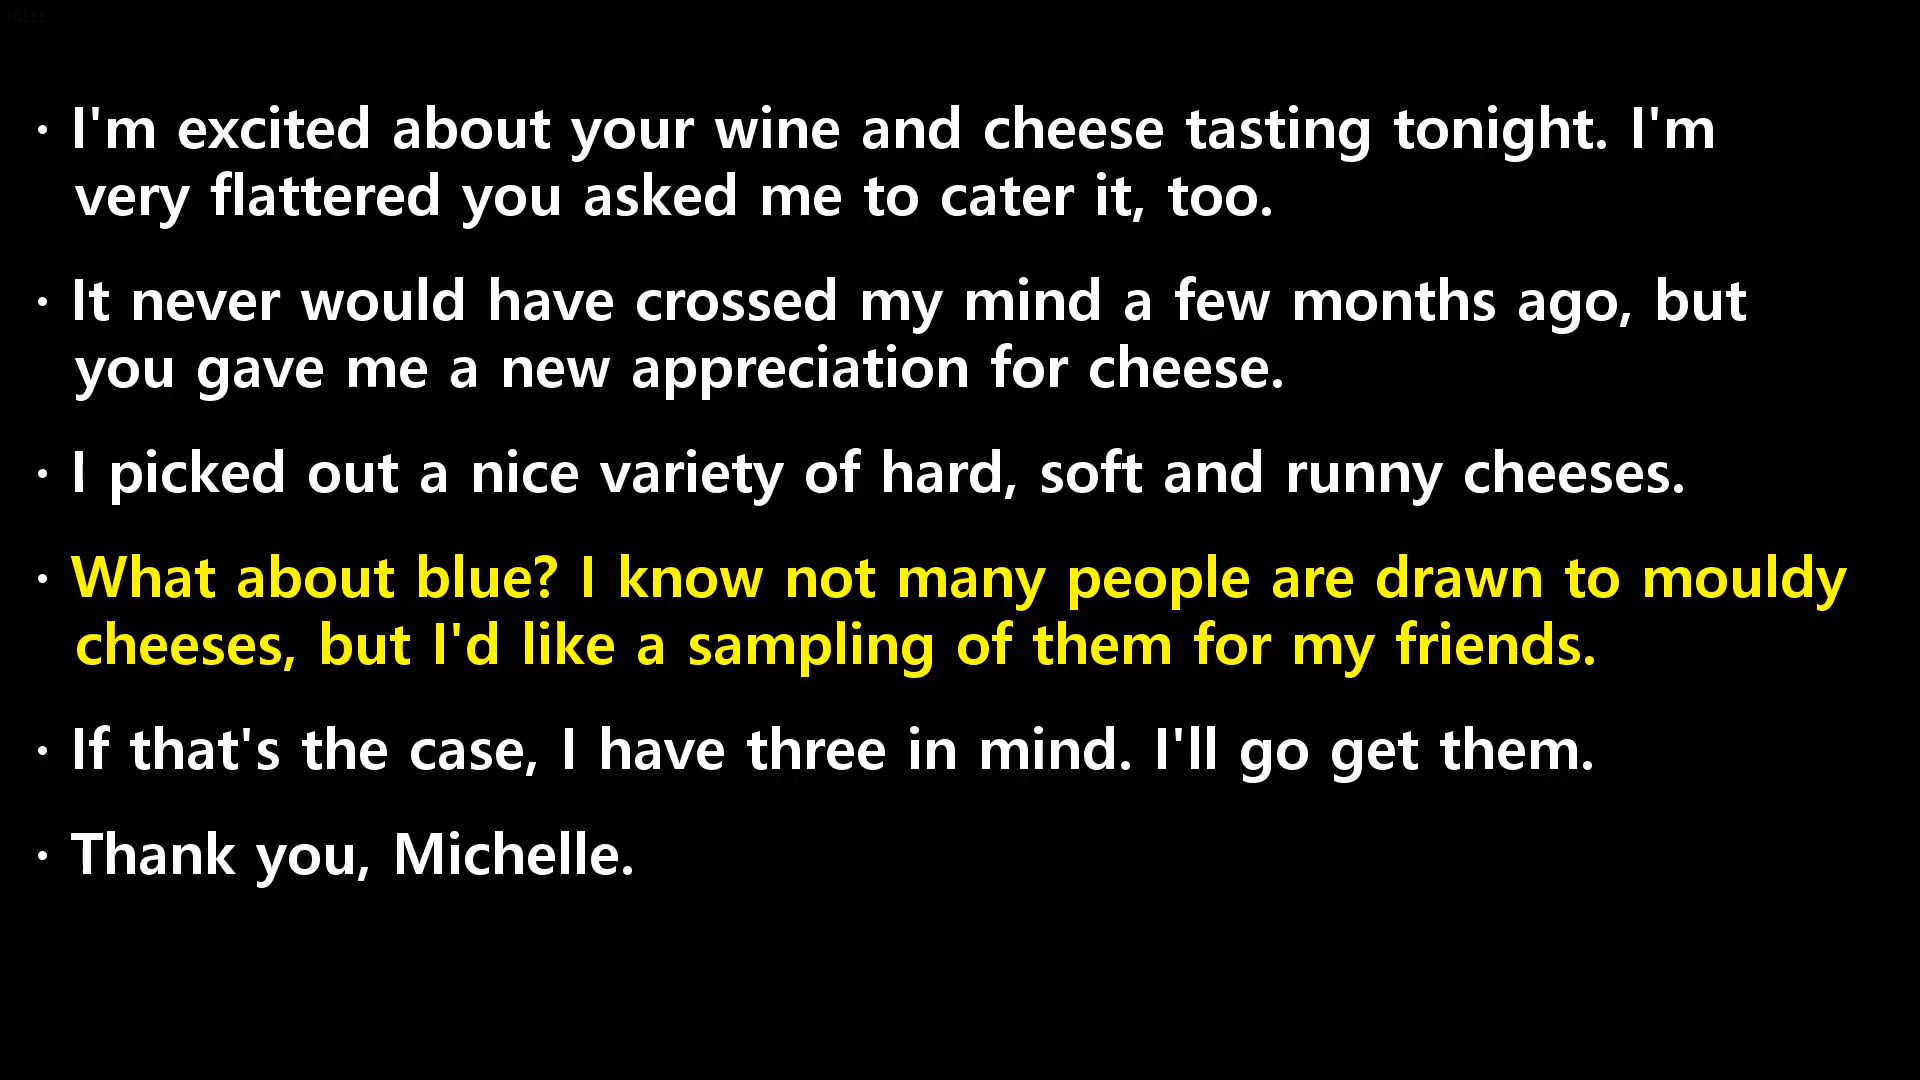 JOLEE
· I'm excited about your wine and cheese tasting tonight. I'm
very flattered you asked me to cater it, too.
· It never would have crossed my mind a few months ago, but
you gave me a new appreciation for cheese.
· I picked out a nice variety of hard, soft and runny cheeses.
· What about blue? I know not many people are drawn to mouldy
cheeses, but I'd like a sampling of them for my friends.
· If that's the case, I have three in mind. I'll go get them.
· Thank you, Michelle.